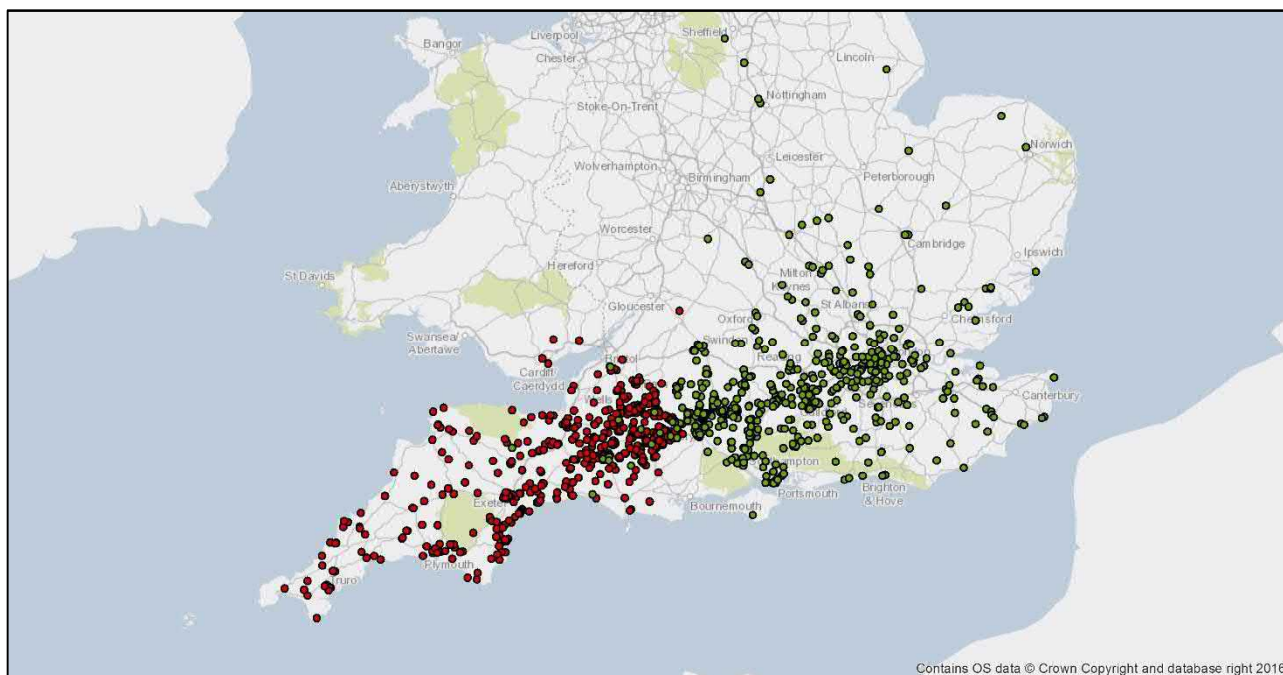 Bangor
Liverpool
Sheffield
Chester
Lincoln
Stoke-On-Trent
Nottingham
Norwich
Leicester
Wolverhampton
Peterborough
Birmingham
Aberystwyth
Worcester
Cambridge
Ipswich
Hereford
St Davids
Milton
Keynes
Gloucester
St Albans
Oxford
Chelmsford
Swansea/
Abertawe
Swindon
Bristol
Reading
Cardiff
Caerdydd
Wells
Canterbury
Brighton
& Hove
Portsmouth
Bournemouth
Exeter
Plymouth
Truro
Contains OS data © Crown Copyright and database right 2016